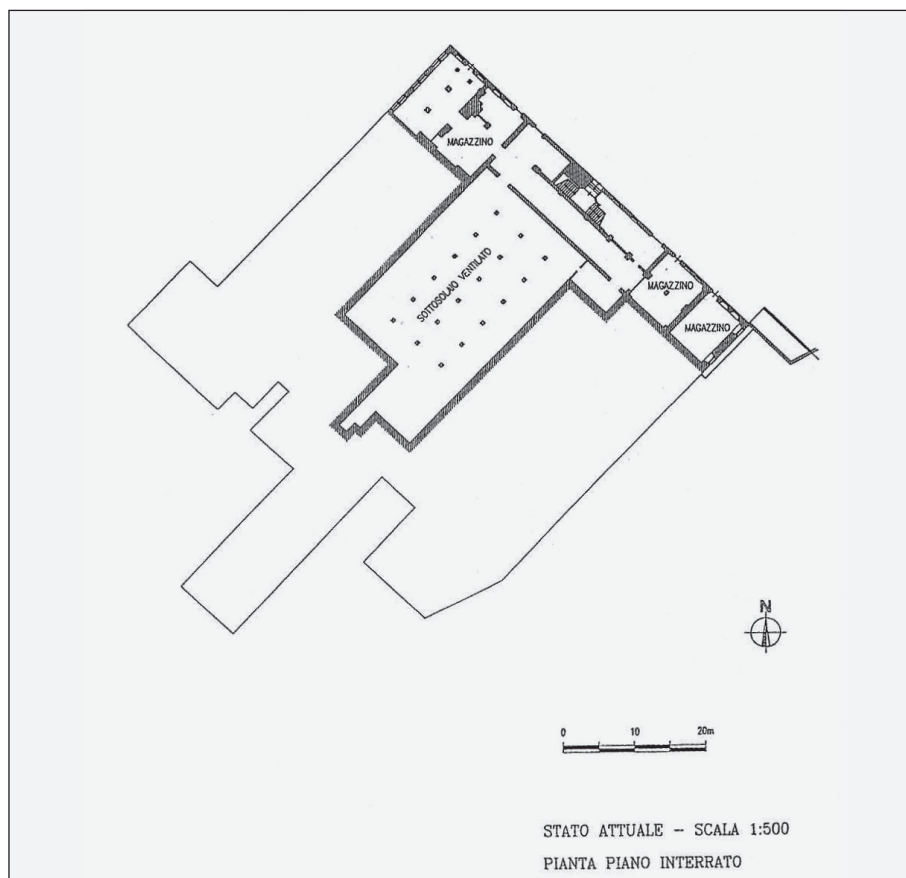 MAGAZZINO
SOTTOSOLAIO VENTILATO
MAGAZZINO
MAGAZZINO
N
0 10 20m
STATO ATTUALE – SCALA 1:500
PIANTA PIANO INTERRATO